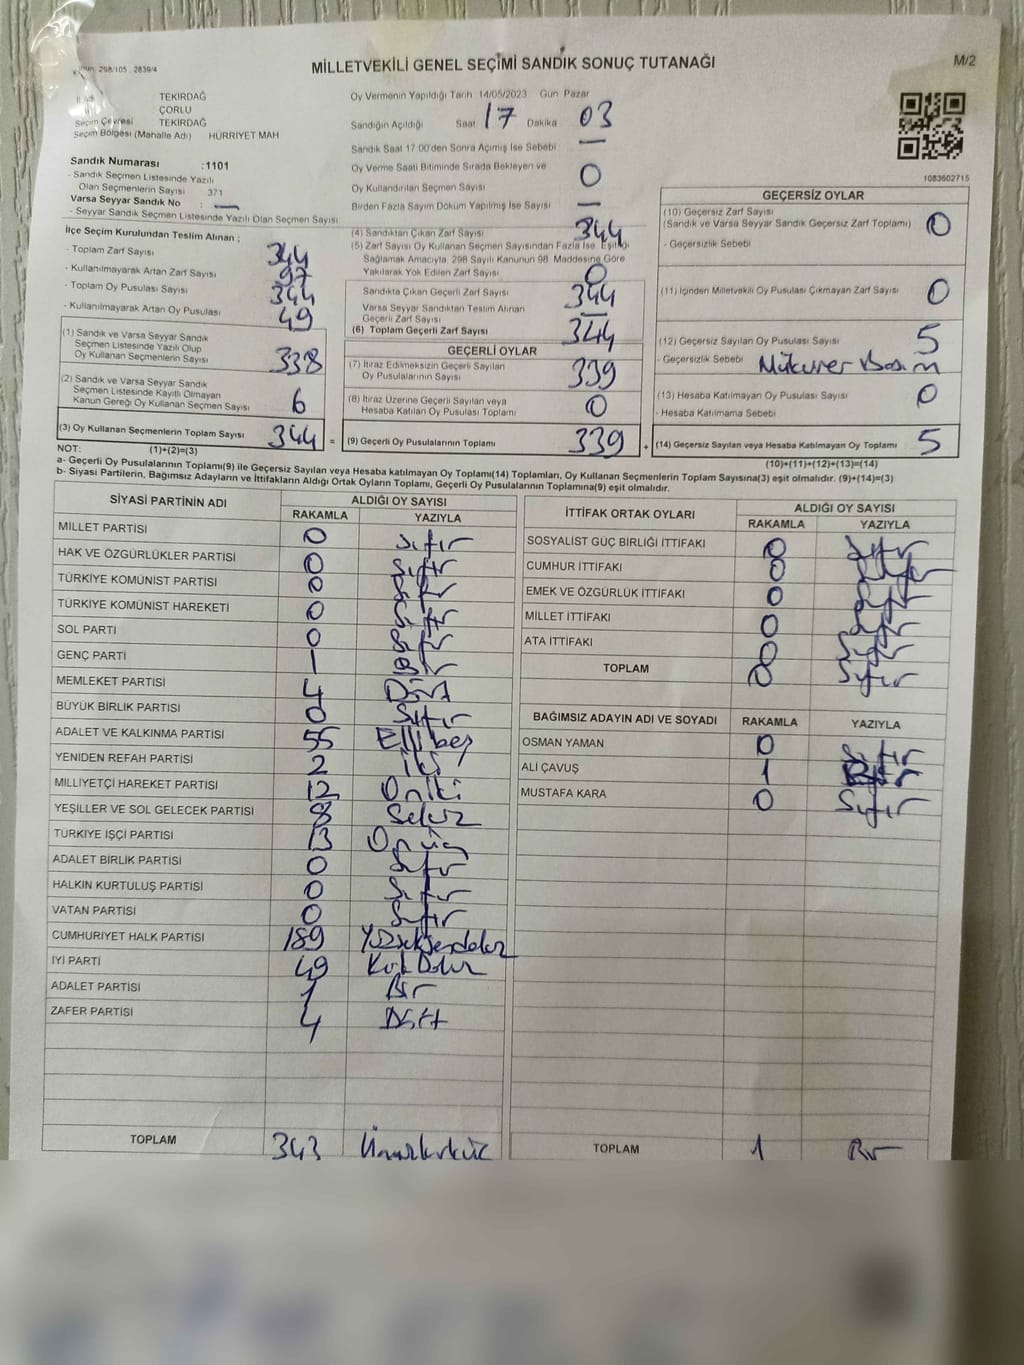 Kanun 298/105 2839/4
MİLLETVEKİLİ GENEL SEÇİMİ SANDIK SONUÇ TUTANAĞI
M/2
İl Adı TEKİRDAĞ
ÇORLU
Seçim Çevresi TEKİRDAĞ
Seçim Bölgesi (Mahalle Adı) HÜRRİYET MAH
Sandık Numarası :1101
- Sandık Seçmen Listesinde Yazılı
Olan Seçmenlerin Sayısı 371
Varsa Seyyar Sandık No : —
- Seyyar Sandık Seçmen Listesinde Yazılı Olan Seçmen Sayısı
Oy Vermenin Yapıldığı Tarih 14/05/2023 Gün Pazar
Sandığın Açıldığı Saat 17 Dakika 03
Sandık Saat 17 00'den Sonra Açımış İse Sebebi —
Oy Verme Saati Bitiminde Sırada Bekleyen ve
Oy Kullandırılan Seçmen Sayısı 0
Birden Fazla Sayım Döküm Yapılmış İse Sayısı —
1083602715
İlçe Seçim Kurulundan Teslim Alınan ;
- Toplam Zarf Sayısı 344
- Kullanılmayarak Artan Zarf Sayısı 97
- Toplam Oy Pusulası Sayısı 344
- Kullanılmayarak Artan Oy Pusulası 49
(1) Sandık ve Varsa Seyyar Sandık
Seçmen Listesinde Yazılı Olup
Oy Kullanan Seçmenlerin Sayısı 338
(2) Sandık ve Varsa Seyyar Sandık
Seçmen Listesinde Kayıtlı Olmayan
Kanun Gereği Oy Kullanan Seçmen Sayısı 6
(3) Oy Kullanan Seçmenlerin Toplam Sayısı 344 =
(4) Sandıktan Çıkan Zarf Sayısı 344
(5) Zarf Sayısı Oy Kullanan Seçmen Sayısından Fazla İse, Eşitliği
Sağlamak Amacıyla, 298 Sayılı Kanunun 98. Maddesine Göre
Yakılarak Yok Edilen Zarf Sayısı 0
Sandıkta Çıkan Geçerli Zarf Sayısı 344
Varsa Seyyar Sandıktan Teslim Alınan
Geçerli Zarf Sayısı —
(6) Toplam Geçerli Zarf Sayısı 344
GEÇERLİ OYLAR
(7) İtiraz Edilmeksizin Geçerli Sayılan
Oy Pusulalarının Sayısı 339
(8) İtiraz Üzerine Geçerli Sayılan veya
Hesaba Katılan Oy Pusulası Toplamı 0
(9) Geçerli Oy Pusulalarının Toplamı 339 +
GEÇERSİZ OYLAR
(10) Geçersiz Zarf Sayısı
(Sandık ve Varsa Seyyar Sandık Geçersiz Zarf Toplamı) 0
- Geçersizlik Sebebi
(11) İçinden Milletvekili Oy Pusulası Çıkmayan Zarf Sayısı 0
(12) Geçersiz Sayılan Oy Pusulası Sayısı 5
- Geçersizlik Sebebi
(13) Hesaba Katılmayan Oy Pusulası Sayısı 0
- Hesaba Katılmama Sebebi
(14) Geçersiz Sayılan veya Hesaba Katılmayan Oy Toplamı 5
NOT: (1)+(2)=(3)
(10)+(11)+(12)+(13)=(14)
a- Geçerli Oy Pusulalarının Toplamı(9) ile Geçersiz Sayılan veya Hesaba katılmayan Oy Toplamı(14) Toplamları, Oy Kullanan Seçmenlerin Toplam Sayısına(3) eşit olmalıdır. (9)+(14)=(3)
b- Siyasi Partilerin, Bağımsız Adayların ve İttifakların Aldığı Ortak Oyların Toplamı, Geçerli Oy Pusulalarının Toplamına(9) eşit olmalıdır.
SİYASİ PARTİNİN ADI ALDIĞI OY SAYISI
RAKAMLA YAZIYLA
MİLLET PARTİSİ 0 Sıfır
HAK VE ÖZGÜRLÜKLER PARTİSİ 0 Sıfır
TÜRKİYE KOMÜNİST PARTİSİ 0 Sıfır
TÜRKİYE KOMÜNİST HAREKETİ 0 Sıfır
SOL PARTİ 0 Sıfır
GENÇ PARTİ 1 Bir
MEMLEKET PARTİSİ 4 Dört
BÜYÜK BİRLİK PARTİSİ 0 Sıfır
ADALET VE KALKINMA PARTİSİ 55 Elli beş
YENİDEN REFAH PARTİSİ 2 İki
MİLLİYETÇİ HAREKET PARTİSİ 12 Oniki
YEŞİLLER VE SOL GELECEK PARTİSİ 8 Sekiz
TÜRKİYE İŞÇİ PARTİSİ 13 Onüç
ADALET BİRLİK PARTİSİ 0 Sıfır
HALKIN KURTULUŞ PARTİSİ 0 Sıfır
VATAN PARTİSİ 0 Sıfır
CUMHURİYET HALK PARTİSİ 189 Yüzseksendokuz
İYİ PARTİ 49 Kırk Dokuz
ADALET PARTİSİ 1 Bir
ZAFER PARTİSİ 4 Dört
TOPLAM 343
İTTİFAK ORTAK OYLARI ALDIĞI OY SAYISI
RAKAMLA YAZIYLA
SOSYALİST GÜÇ BİRLİĞİ İTTİFAKI 0 Sıfır
CUMHUR İTTİFAKI 0 Sıfır
EMEK VE ÖZGÜRLÜK İTTİFAKI 0 Sıfır
MİLLET İTTİFAKI 0 Sıfır
ATA İTTİFAKI 0 Sıfır
TOPLAM 0 Sıfır
BAĞIMSIZ ADAYIN ADI VE SOYADI RAKAMLA YAZIYLA
OSMAN YAMAN 0 Sıfır
ALİ ÇAVUŞ 1 Bir
MUSTAFA KARA 0 Sıfır
TOPLAM 1 Bir